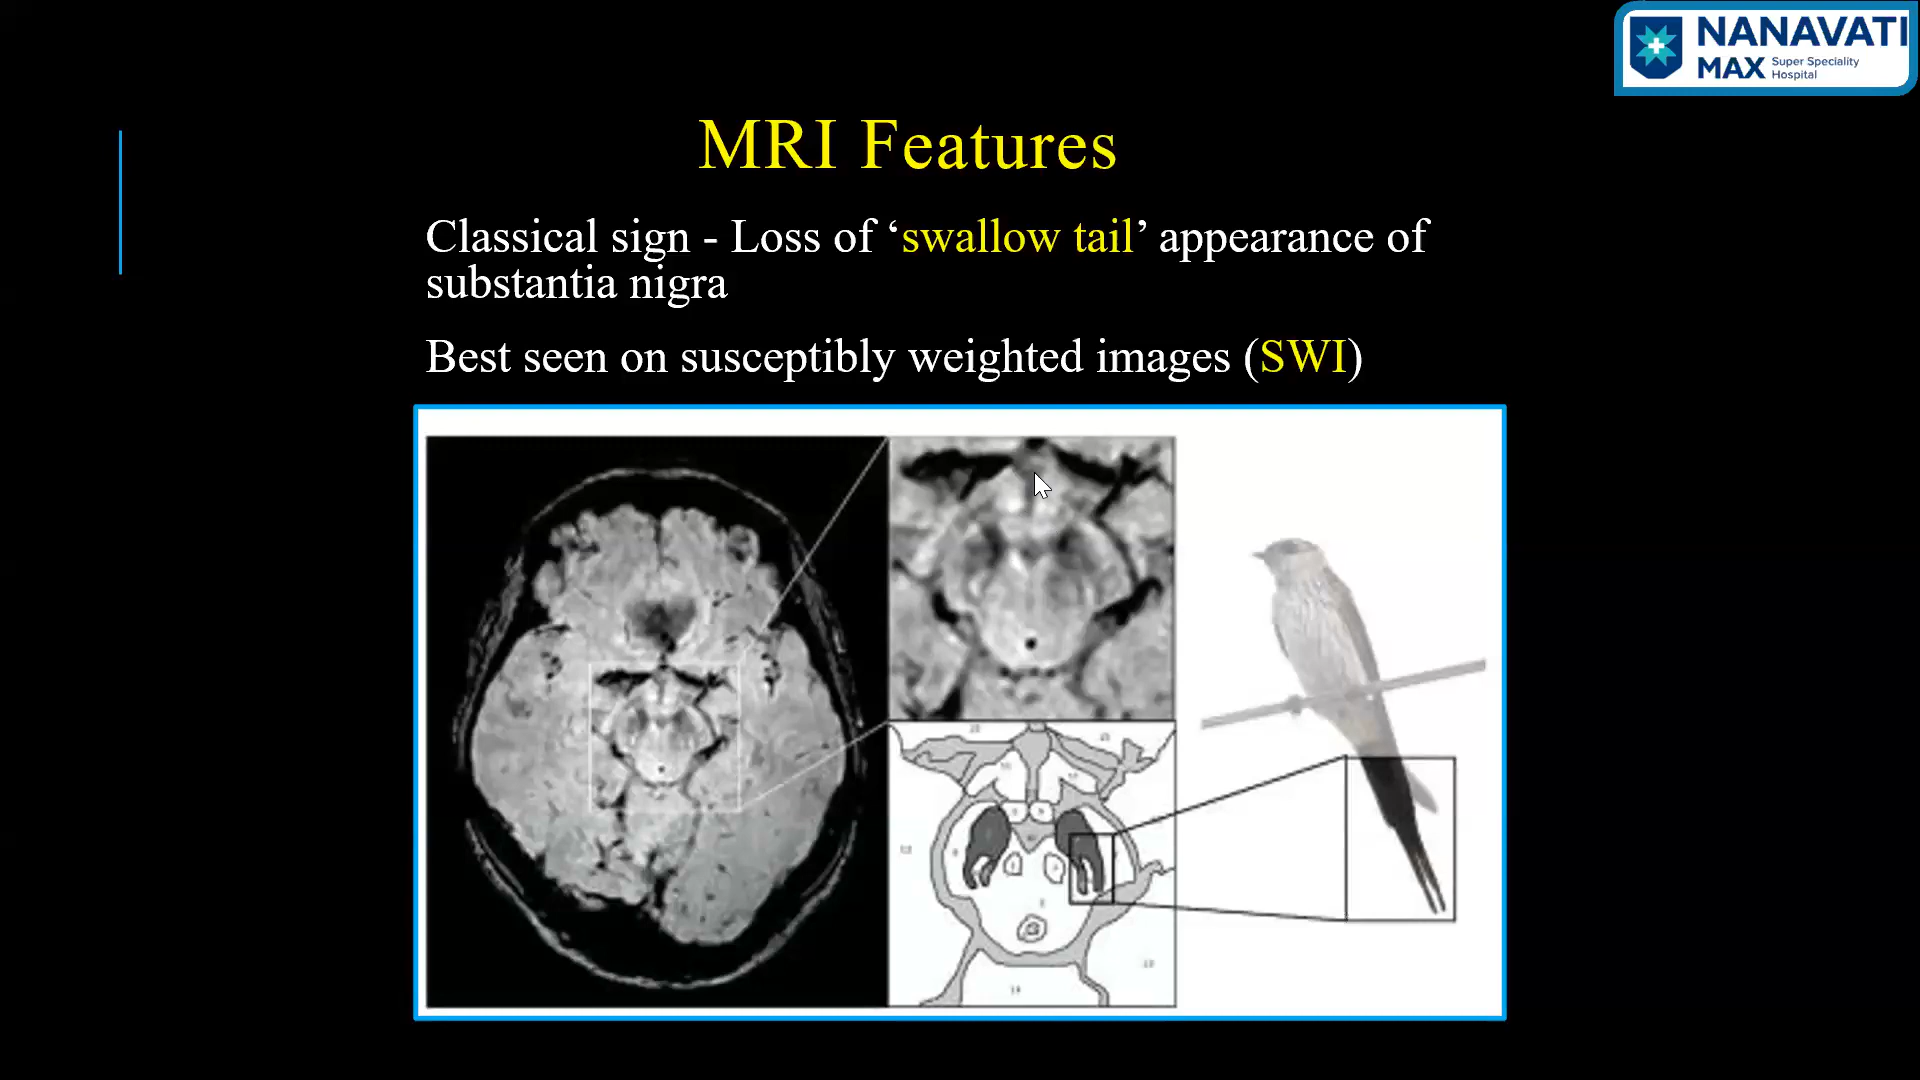 NANAVATI
MAX Super Speciality
Hospital
MRI Features
Classical sign - Loss of ‘swallow tail’ appearance of
substantia nigra
Best seen on susceptibly weighted images (SWI)